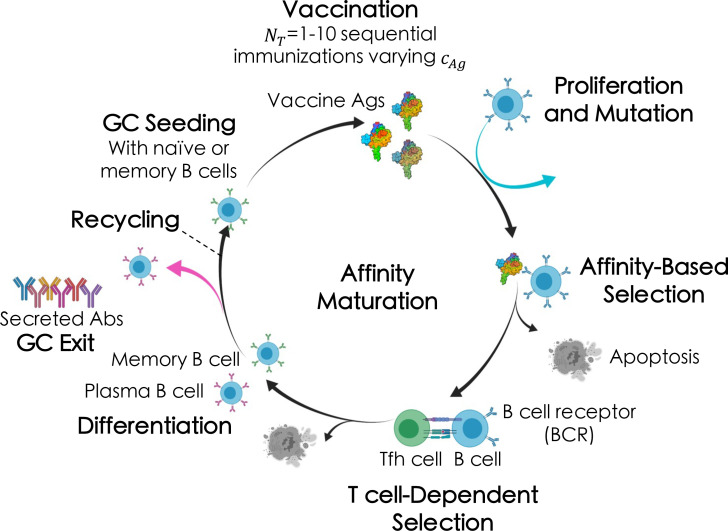 Vaccination
N_T=1-10 sequential
immunizations varying c_Ag
Vaccine Ags
Proliferation
and Mutation
GC Seeding
With naïve or
memory B cells
Recycling
Affinity
Maturation
Affinity-Based
Selection
Secreted Abs
GC Exit
Apoptosis
Memory B cell
Plasma B cell
Differentiation
B cell receptor
(BCR)
Tfh cell
B cell
T cell-Dependent
Selection